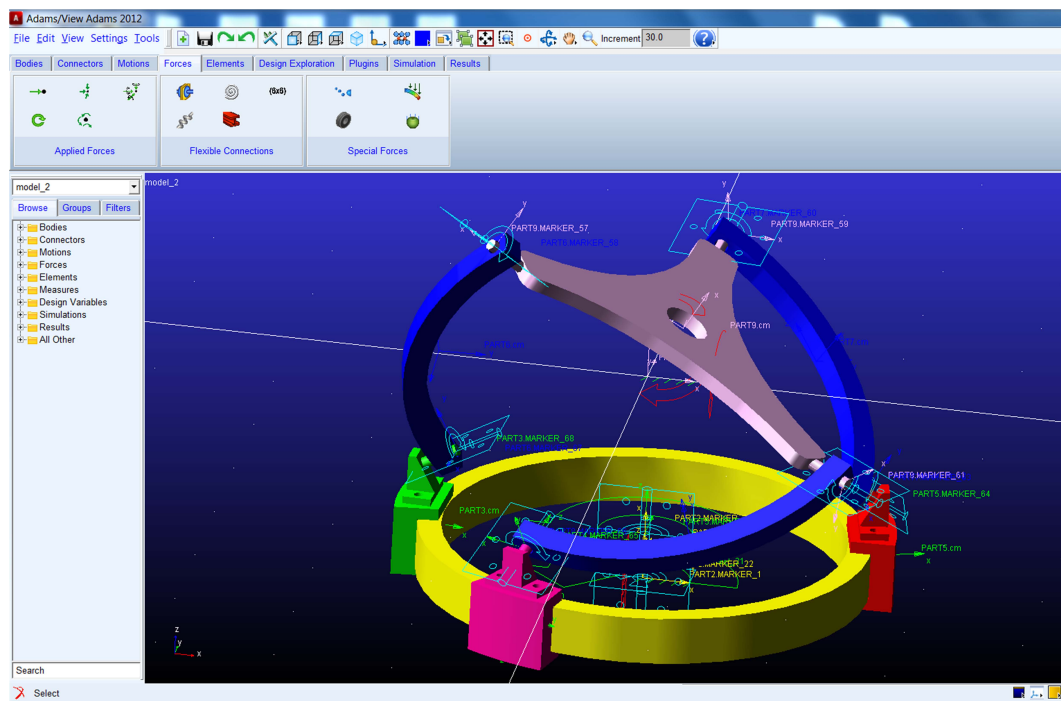 Adams/View Adams 2012
File Edit View Settings Tools
Increment 30.0
Bodies Connectors Motions Forces Elements Design Exploration Plugins Simulation Results
{6x6}
Applied Forces Flexible Connections Special Forces
model_2
model_2
Browse Groups Filters
Bodies
Connectors
Motions
Forces
Elements
Measures
Design Variables
Simulations
Results
All Other
y
y
x
PART9.MARKER_57
PART9.MARKER_59
x
x
PART9.cm
x
PART3.MARKER_68
x
PART9.MARKER_61
PART5.MARKER_64
PART3.cm
x
x
y
PART5.cm
x
PART2.MARKER_1
x
z
y
x
Search
Select